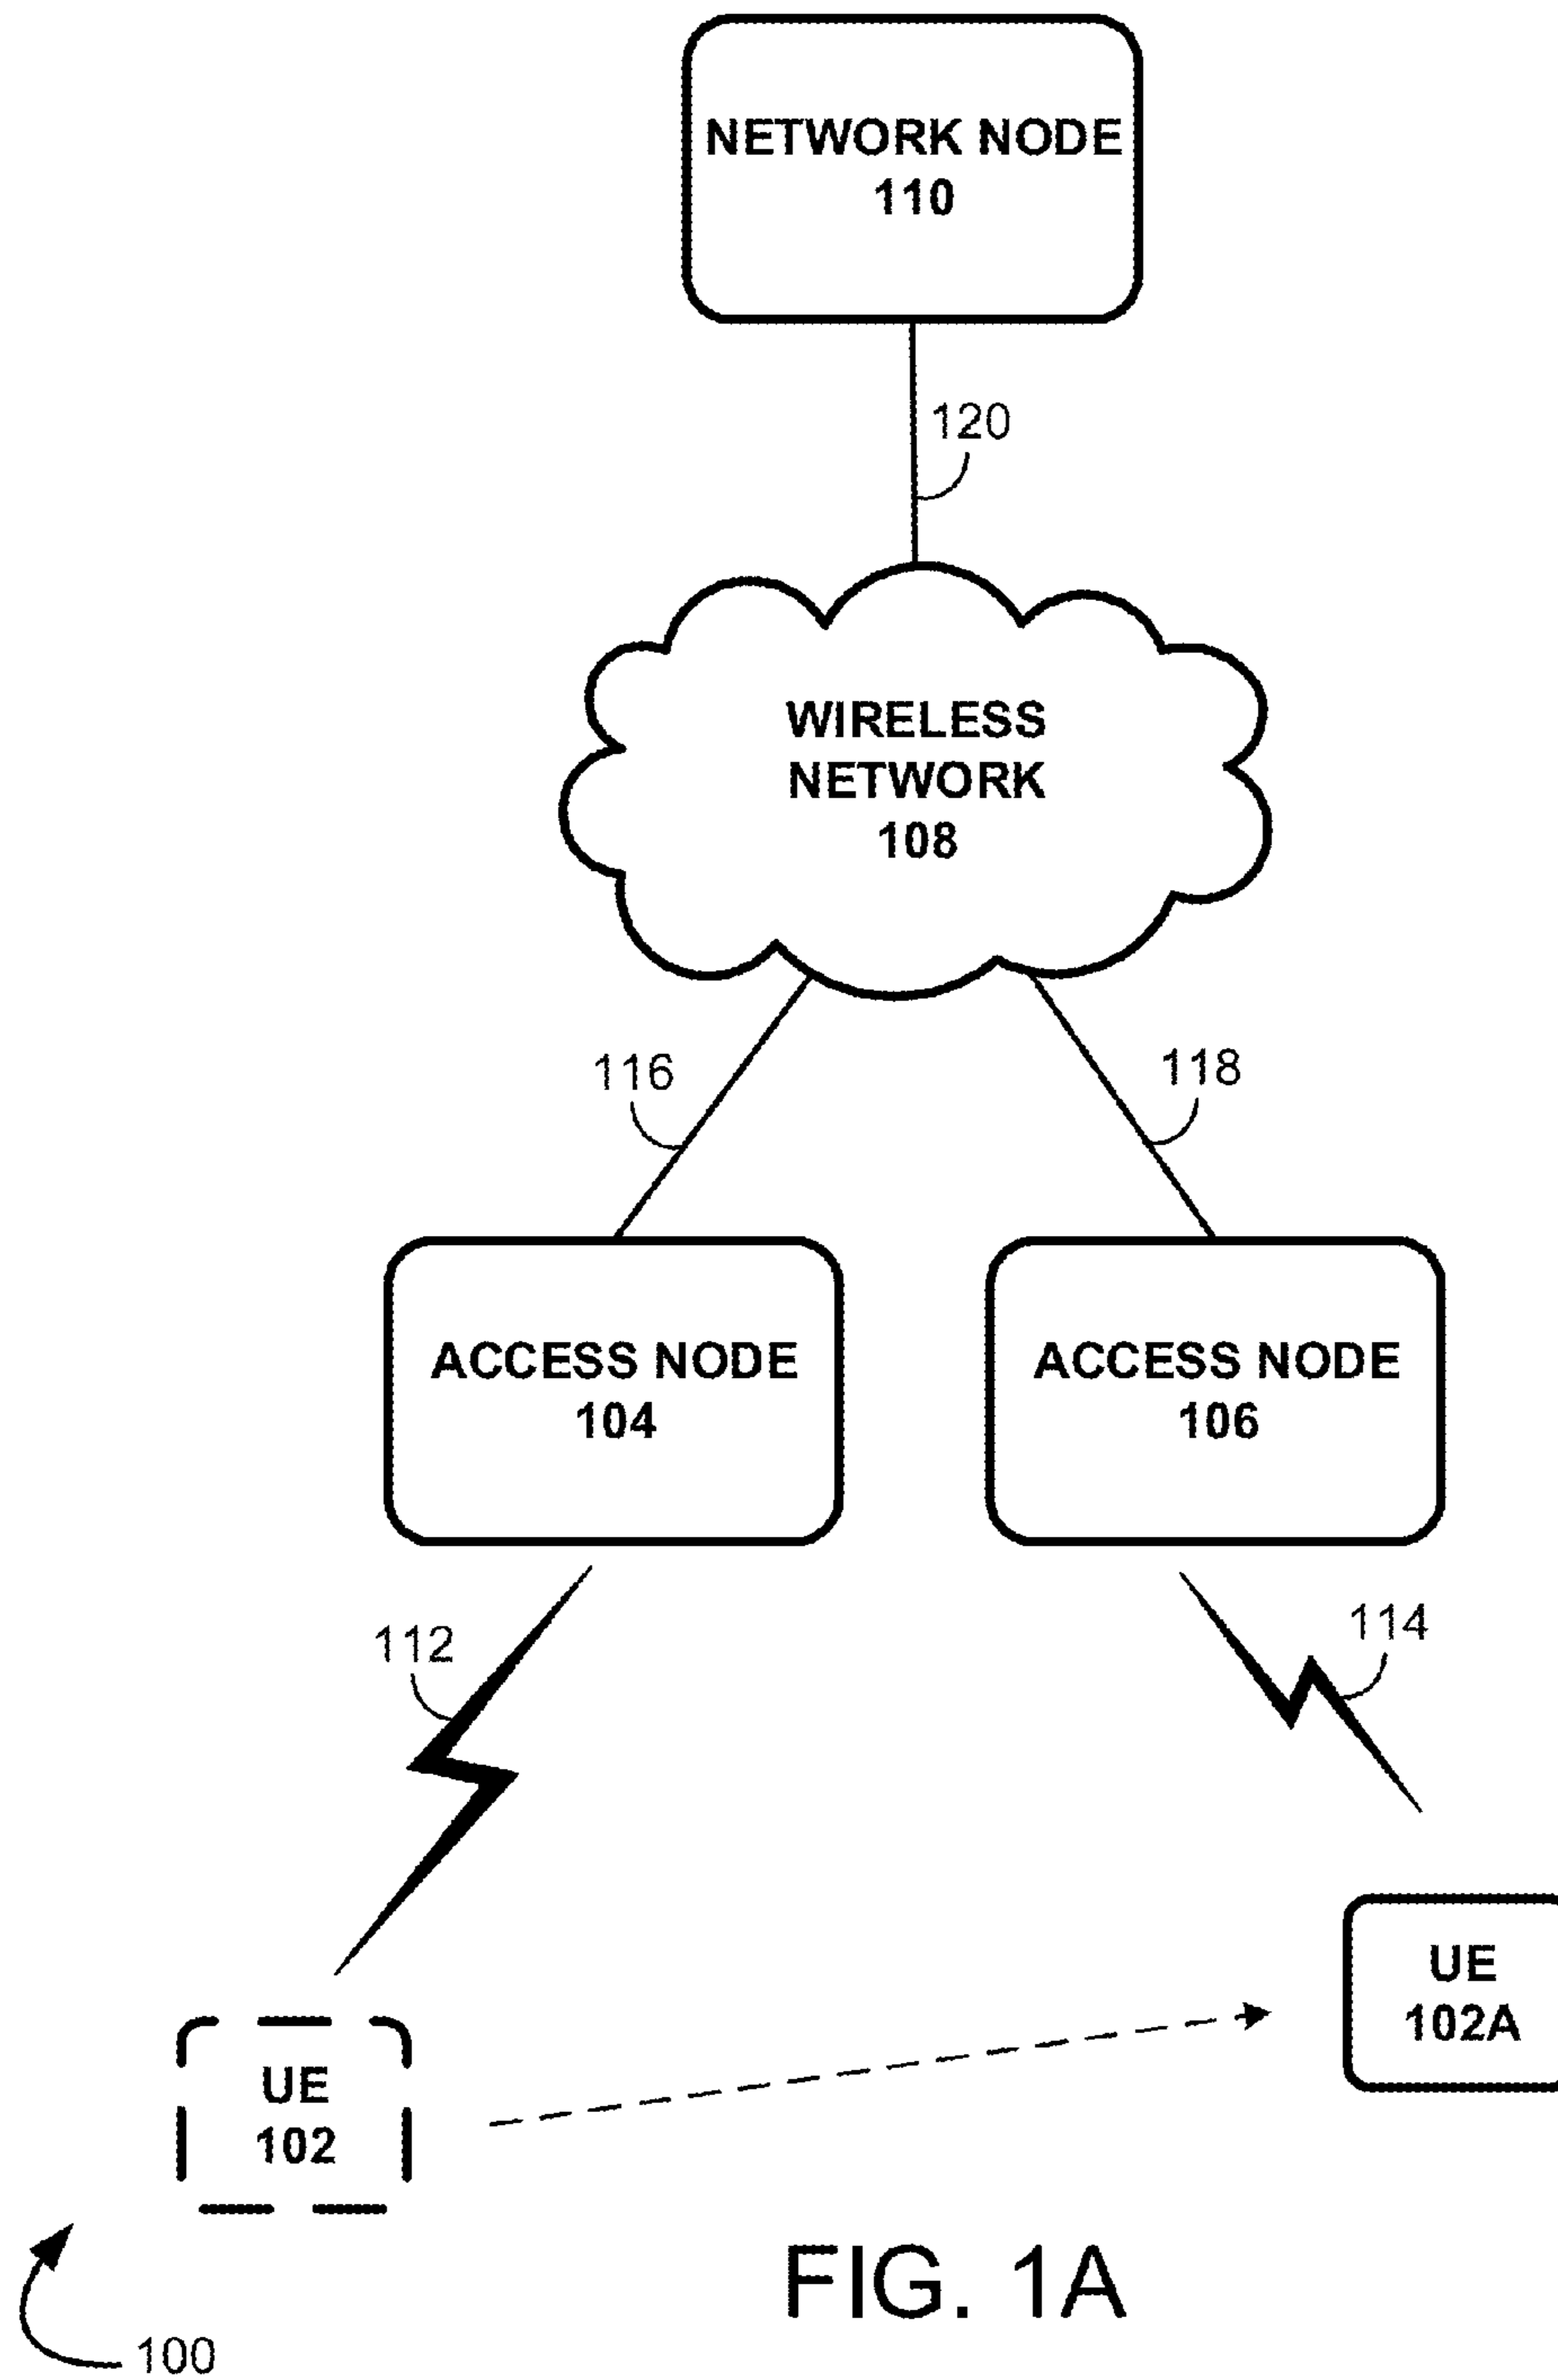 NETWORK NODE
110
120
WIRELESS
NETWORK
108
116
118
ACCESS NODE
104
ACCESS NODE
106
112
114
UE
102A
UE
102
FIG. 1A
100